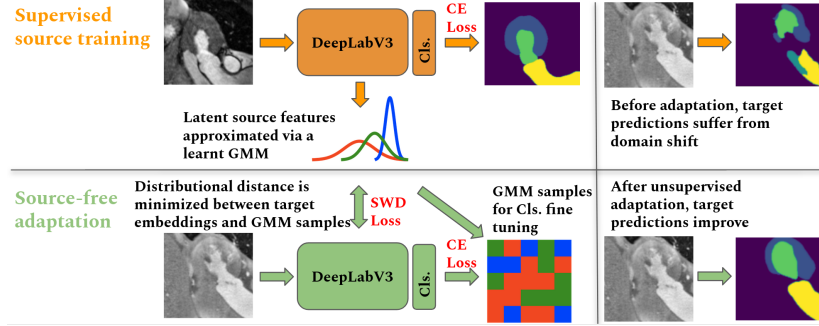 Supervised
source training
DeepLabV3
Cls.
CE
Loss
Latent source features
approximated via a
learnt GMM
Before adaptation, target
predictions suffer from
domain shift
Source-free
adaptation
Distributional distance is
minimized between target
embeddings and GMM samples
SWD
Loss
GMM samples
for Cls. fine
tuning
After unsupervised
adaptation, target
predictions improve
DeepLabV3
Cls.
CE
Loss